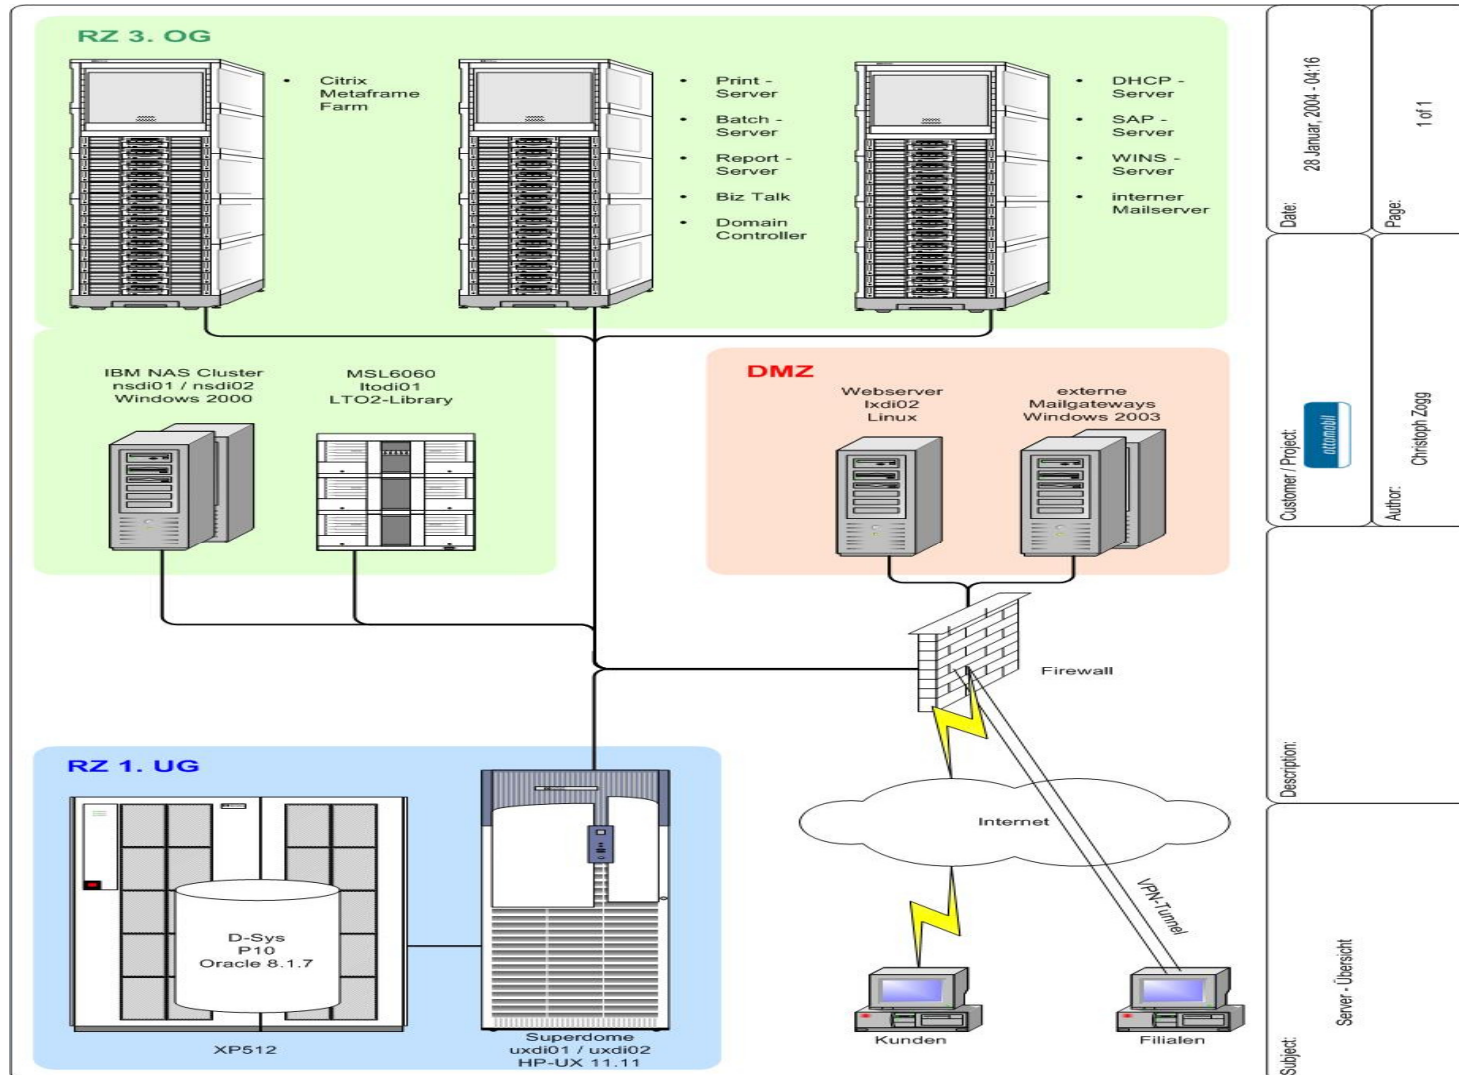 RZ 3. OG
• Citrix
Metaframe
Farm
• Print -
Server
• Batch -
Server
• Report -
Server
• Biz Talk
• Domain
Controller
• DHCP -
Server
• SAP -
Server
• WINS -
Server
• interner
Mailserver
IBM NAS Cluster
nsdi01 / nsdi02
Windows 2000
MSL6060
ltodi01
LTO2-Library
DMZ
Webserver
lxdi02
Linux
externe
Mailgateways
Windows 2003
Firewall
RZ 1. UG
D-Sys
P10
Oracle 8.1.7
XP512
Superdome
uxdi01 / uxdi02
HP-UX 11.11
Internet
VPN-Tunnel
Kunden
Filialen
Subject:
Server - Übersicht
Description:
Customer / Project:
ottomobil
Author:
Christoph Zogg
Date:
28 Januar, 2004 - 04:16
Page:
1 of 1